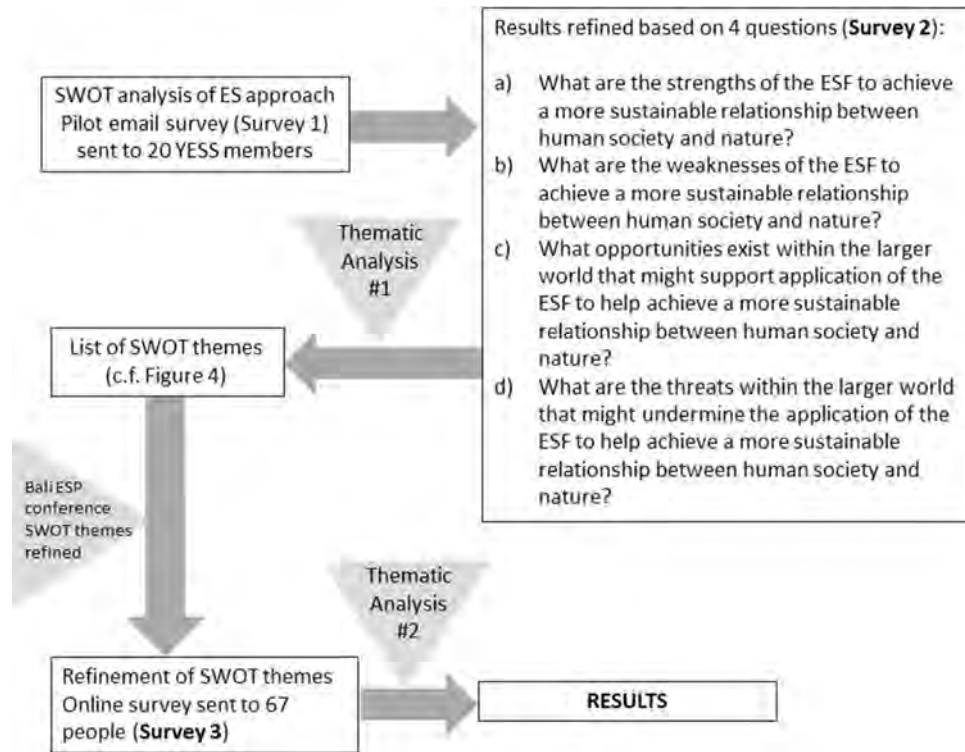 SWOT analysis of ES approach
Pilot email survey (Survey 1)
sent to 20 YESS members
Results refined based on 4 questions (Survey 2):
a) What are the strengths of the ESF to achieve
a more sustainable relationship between
human society and nature?
b) What are the weaknesses of the ESF to
achieve a more sustainable relationship
between human society and nature?
c) What opportunities exist within the larger
world that might support application of the
ESF to help achieve a more sustainable
relationship between human society and
nature?
d) What are the threats within the larger world
that might undermine the application of the
ESF to help achieve a more sustainable
relationship between human society and
nature?
Thematic
Analysis
#1
List of SWOT themes
(c.f. Figure 4)
Bali ESP
conference
SWOT themes
refined
Thematic
Analysis
#2
Refinement of SWOT themes
Online survey sent to 67
people (Survey 3)
RESULTS